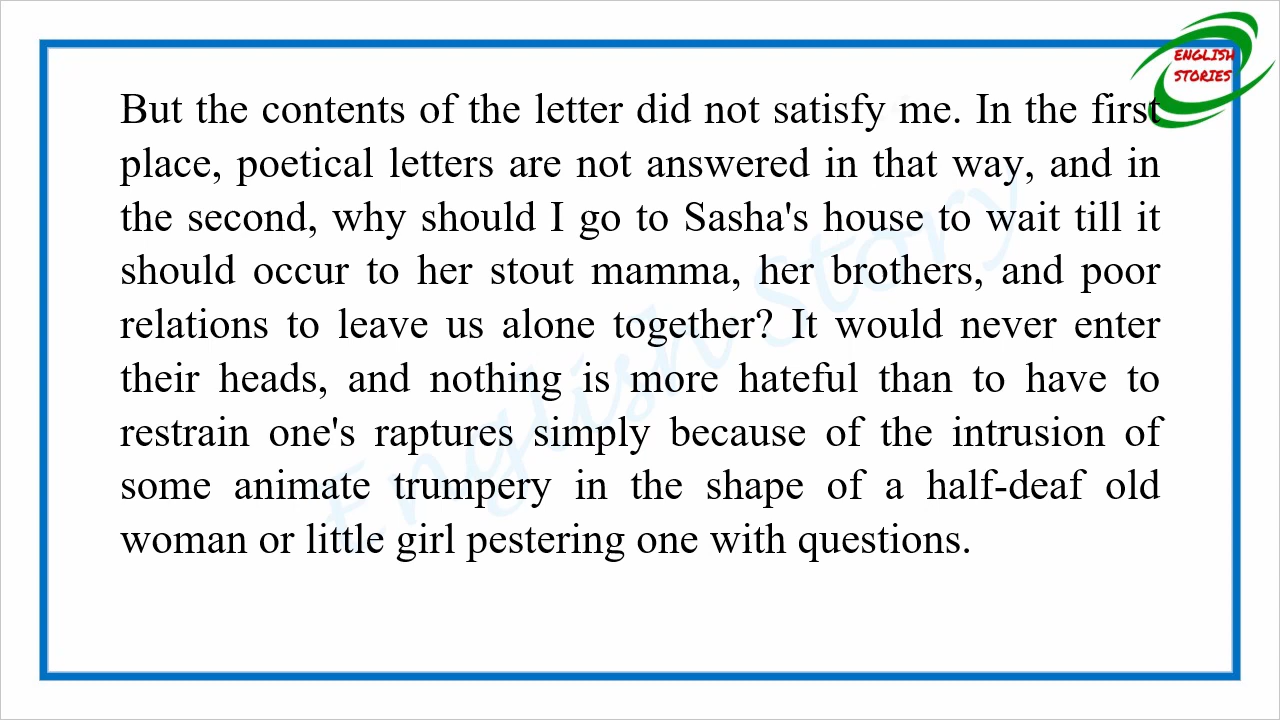 ENGLISH
STORIES
But the contents of the letter did not satisfy me. In the first
place, poetical letters are not answered in that way, and in
the second, why should I go to Sasha's house to wait till it
should occur to her stout mamma, her brothers, and poor
relations to leave us alone together? It would never enter
their heads, and nothing is more hateful than to have to
restrain one's raptures simply because of the intrusion of
some animate trumpery in the shape of a half-deaf old
woman or little girl pestering one with questions.
English Story